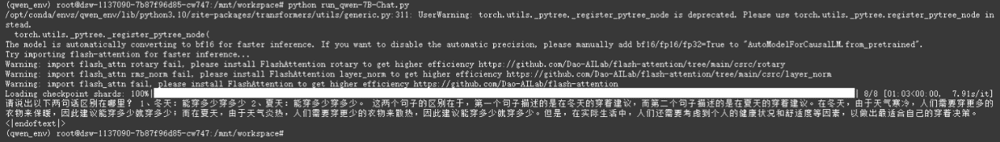 (qwen_env) root@dsw-1137090-7b87f96d85-cw747:/mnt/workspace# python run_qwen-7B-Chat.py
/opt/conda/envs/qwen_env/lib/python3.10/site-packages/transformers/utils/generic.py:311: UserWarning: torch.utils._pytree._register_pytree_node is deprecated. Please use torch.utils._pytree.register_pytree_node in
stead.
  torch.utils._pytree._register_pytree_node(
The model is automatically converting to bf16 for faster inference. If you want to disable the automatic precision, please manually add bf16/fp16/fp32=True to "AutoModelForCausalLM.from_pretrained".
Try importing flash-attention for faster inference...
Warning: import flash_attn rotary fail, please install FlashAttention rotary to get higher efficiency https://github.com/Dao-AILab/flash-attention/tree/main/csrc/rotary
Warning: import flash_attn rms_norm fail, please install FlashAttention layer_norm to get higher efficiency https://github.com/Dao-AILab/flash-attention/tree/main/csrc/layer_norm
Warning: import flash_attn fail, please install FlashAttention to get higher efficiency https://github.com/Dao-AILab/flash-attention
Loading checkpoint shards: 100%| | 8/8 [01:03<00:00,  7.91s/it]
请说出以下两句话区别在哪里？ 1、冬天：能穿多少穿多少 2、夏天：能穿多少穿多少。 这两个句子的区别在于，第一个句子描述的是在冬天的穿着建议，而第二个句子描述的是在夏天的穿着建议。在冬天，由于天气寒冷，人们需要穿更多的
衣物来保暖，因此建议能穿多少就穿多少；而在夏天，由于天气炎热，人们需要穿更少的衣物来散热，因此建议能穿多少就穿多少。但是，在实际生活中，人们还需要考虑到个人的健康状况和舒适度等因素，以做出最适合自己的穿着决策。
<|endoftext|>
(qwen_env) root@dsw-1137090-7b87f96d85-cw747:/mnt/workspace#